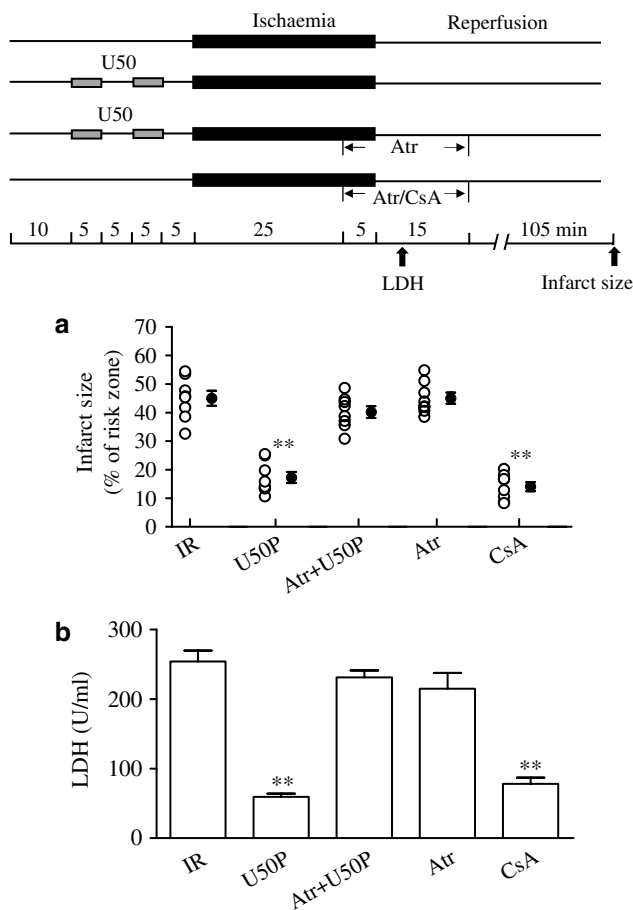 Ischaemia Reperfusion
U50
U50
Atr
Atr/CsA
10 5 5 5 5 25 5 15 105 min
LDH Infarct size
a
70
60
50
40
30
20
10
0
Infarct size
(% of risk zone)
**
**
IR U50P Atr+U50P Atr CsA
b
300
200
100
0
LDH (U/ml)
**
**
IR U50P Atr+U50P Atr CsA